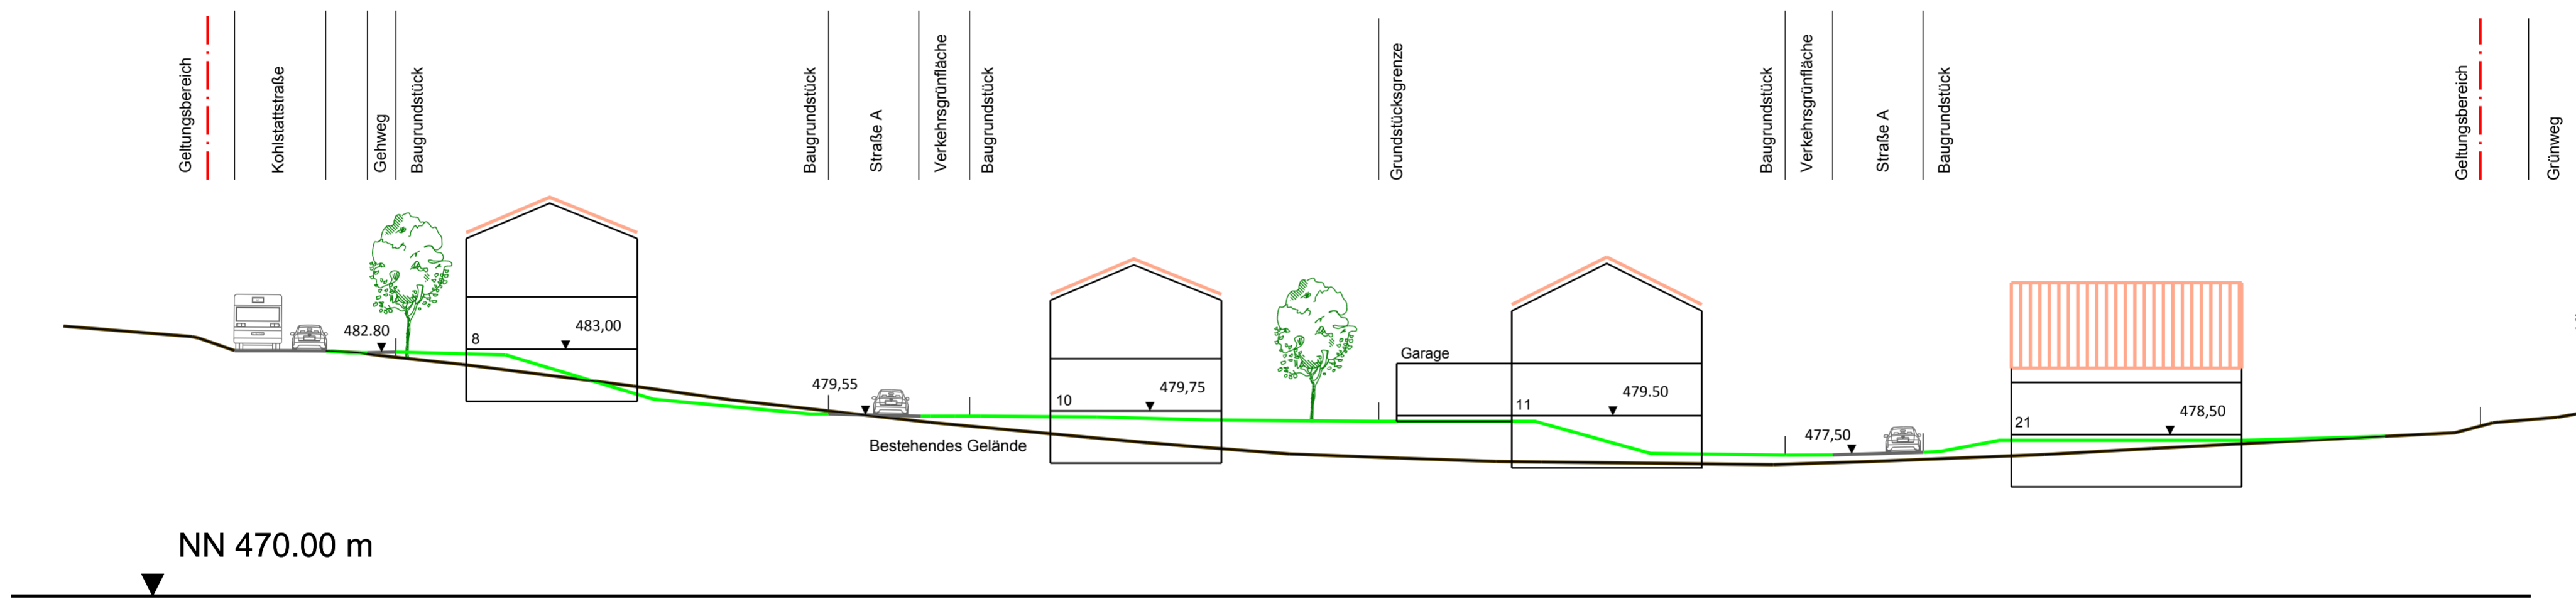 Geltungsbereich
Kohlstattstraße
Gehweg
Baugrundstück
Baugrundstück
Straße A
Verkehrsgrünfläche
Baugrundstück
Grundstücksgrenze
Baugrundstück
Verkehrsgrünfläche
Straße A
Baugrundstück
Geltungsbereich
Grünweg
482.80
8
483,00
479,55
Bestehendes Gelände
10
479,75
Garage
11
479.50
477,50
21
478,50
NN 470.00 m